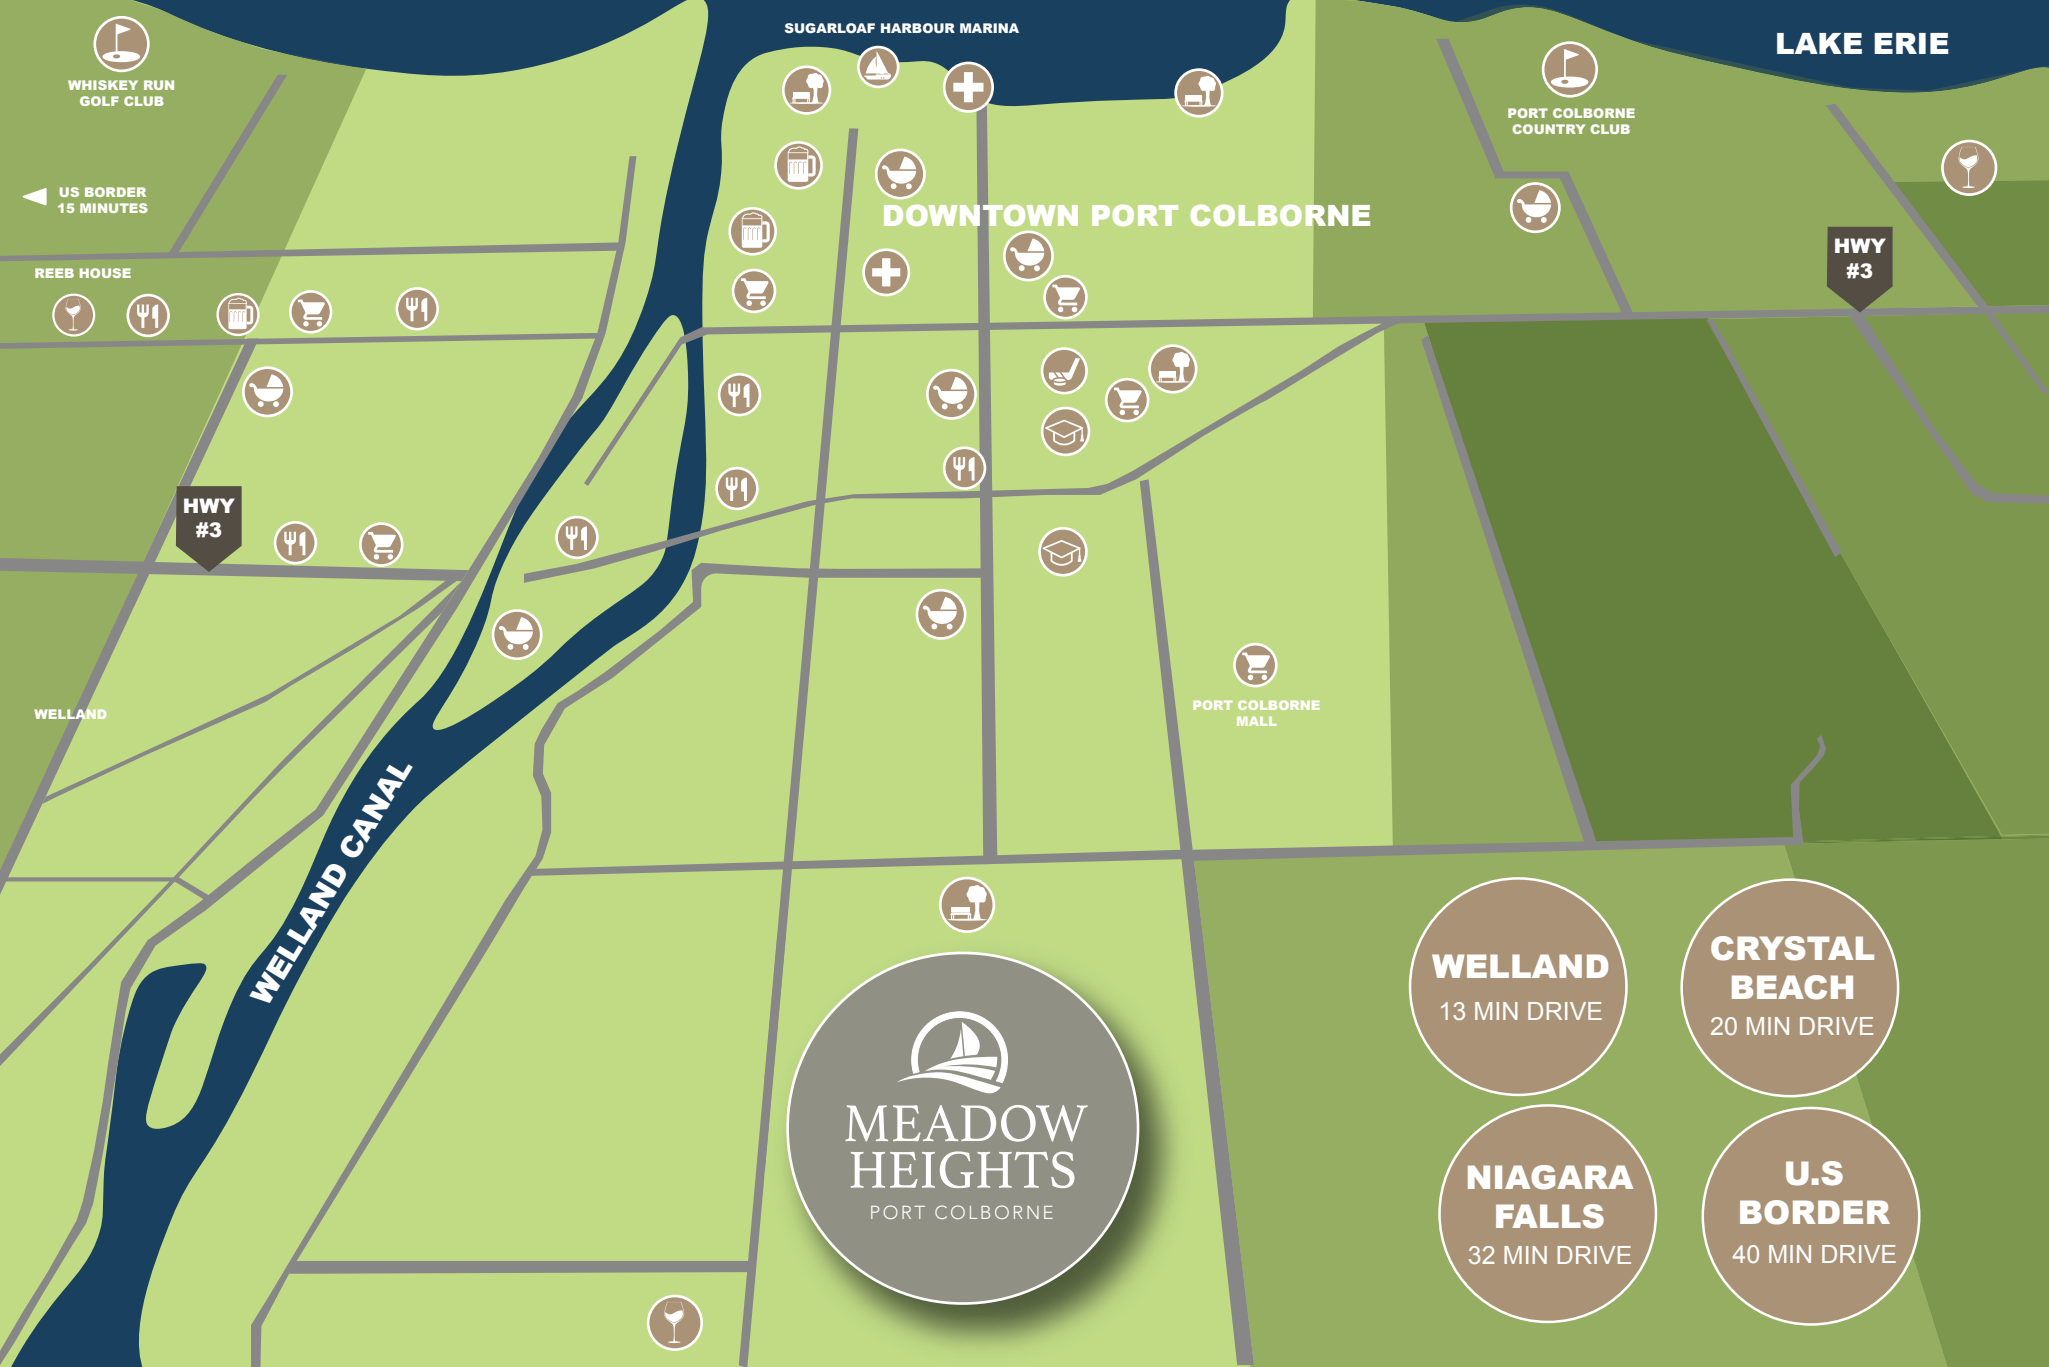 SUGARLOAF HARBOUR MARINA
LAKE ERIE
WHISKEY RUN
GOLF CLUB
PORT COLBORNE
COUNTRY CLUB
US BORDER
15 MINUTES
DOWNTOWN PORT COLBORNE
HWY
#3
REEB HOUSE
HWY
#3
WELLAND
PORT COLBORNE
MALL
WELLAND CANAL
WELLAND
13 MIN DRIVE
CRYSTAL
BEACH
20 MIN DRIVE
MEADOW
HEIGHTS
PORT COLBORNE
NIAGARA
FALLS
32 MIN DRIVE
U.S
BORDER
40 MIN DRIVE